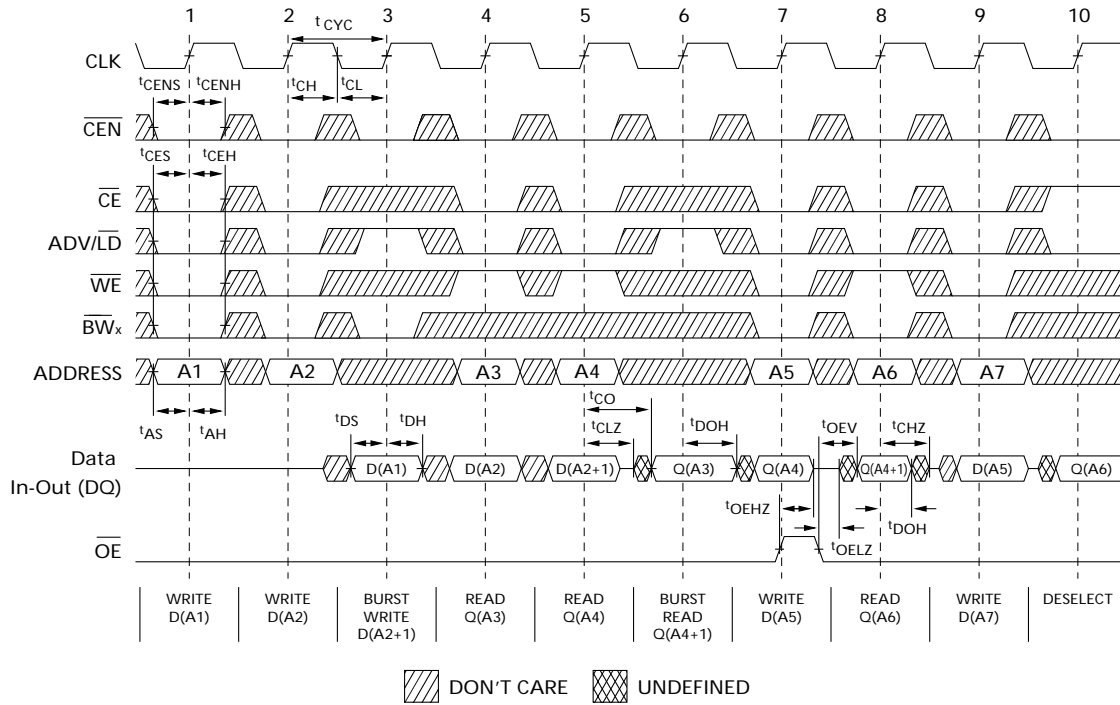 1 2 3 4 5 6 7 8 9 10
tCYC
CLK
tCENS tCENH tCH tCL
CEN
tCES tCEH
CE
ADV/LD
WE
BWx
ADDRESS A1 A2 A3 A4 A5 A6 A7
tCO
tAS tAH tDS tDH tCLZ tDOH tOEV tCHZ
Data
In-Out (DQ)
D(A1) D(A2) D(A2+1) Q(A3) Q(A4) Q(A4+1) D(A5) Q(A6)
tOEHZ tDOH
tOELZ
OE
WRITE
D(A1)
WRITE
D(A2)
BURST
WRITE
D(A2+1)
READ
Q(A3)
READ
Q(A4)
BURST
READ
Q(A4+1)
WRITE
D(A5)
READ
Q(A6)
WRITE
D(A7)
DESELECT
DON'T CARE UNDEFINED